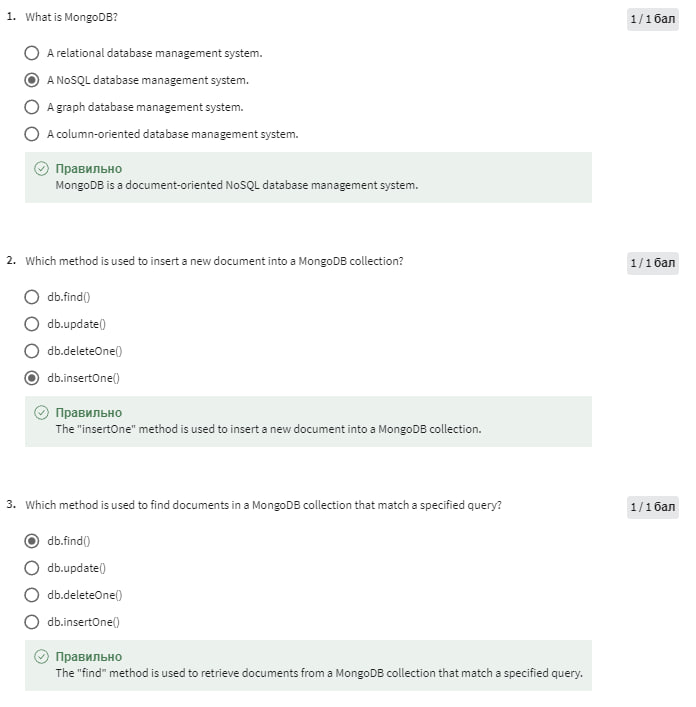 1. What is MongoDB?
1 / 1 бал
A relational database management system.
A NoSQL database management system.
A graph database management system.
A column-oriented database management system.
Правильно
MongoDB is a document-oriented NoSQL database management system.
2. Which method is used to insert a new document into a MongoDB collection?
1 / 1 бал
db.find()
db.update()
db.deleteOne()
db.insertOne()
Правильно
The "insertOne" method is used to insert a new document into a MongoDB collection.
3. Which method is used to find documents in a MongoDB collection that match a specified query?
1 / 1 бал
db.find()
db.update()
db.deleteOne()
db.insertOne()
Правильно
The "find" method is used to retrieve documents from a MongoDB collection that match a specified query.